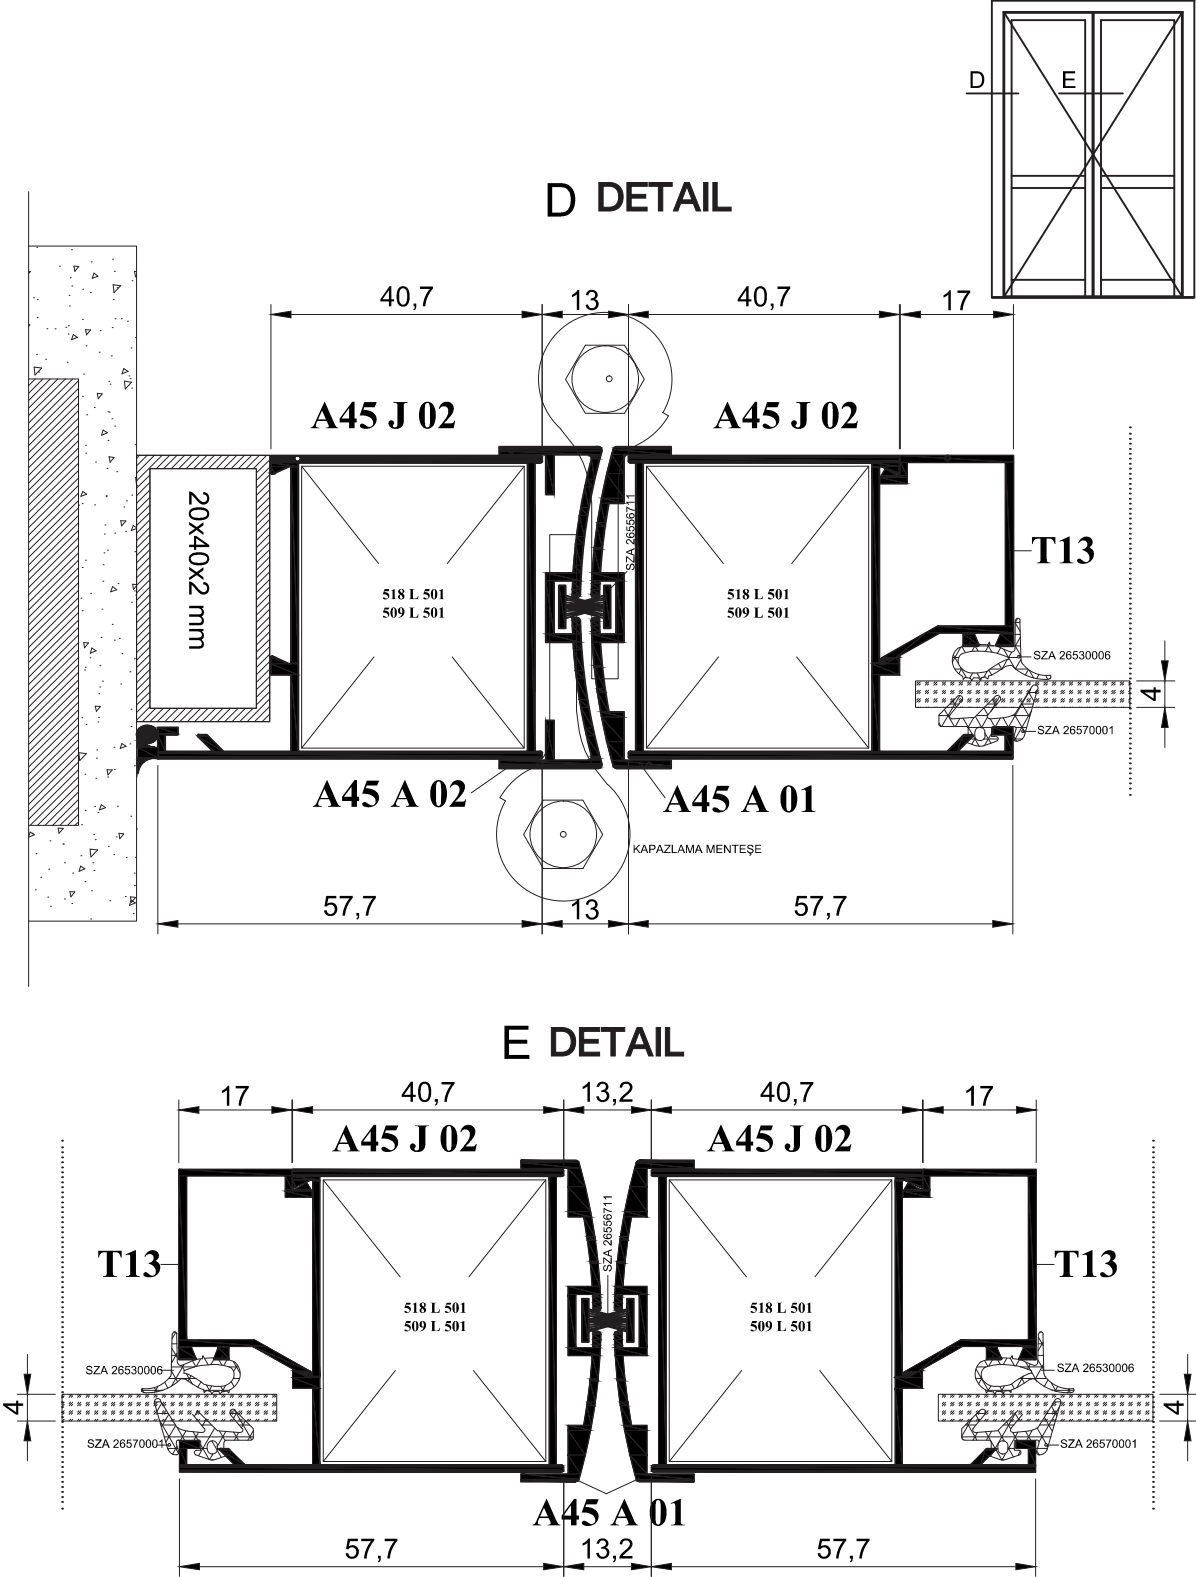 D E
D DETAIL
40,7 13 40,7 17
A45 J 02 A45 J 02
20x40x2 mm
SZA 26556711
T13
518 L 501 518 L 501
509 L 501 509 L 501
SZA 26530006
4
SZA 26570001
A45 A 02 A45 A 01
KAPAZLAMA MENTEŞE
57,7 13 57,7
E DETAIL
17 40,7 13,2 40,7 17
A45 J 02 A45 J 02
SZA 26556711
T13 T13
518 L 501 518 L 501
509 L 501 509 L 501
SZA 26530006 SZA 26530006
4 4
SZA 26570001 SZA 26570001
A45 A 01
57,7 13,2 57,7